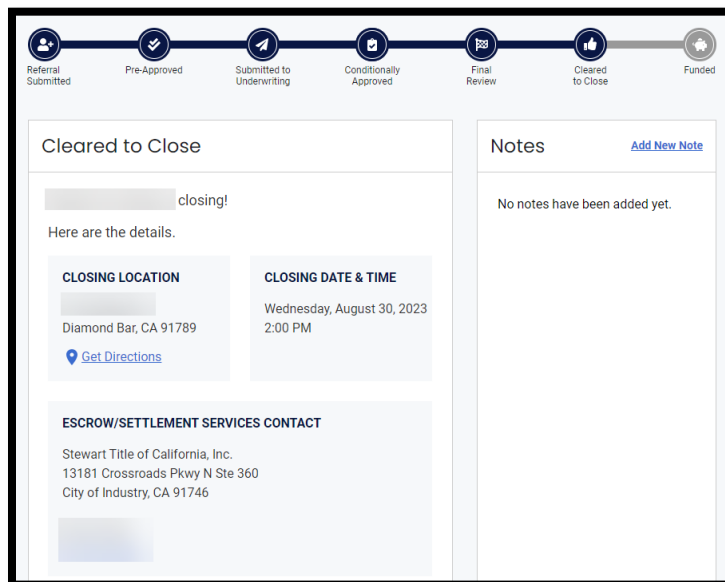 Referral
Submitted
Pre-Approved
Submitted to
Underwriting
Conditionally
Approved
Final
Review
Cleared
to Close
Funded
Cleared to Close
closing!
Here are the details.
CLOSING LOCATION
Diamond Bar, CA 91789
Get Directions
CLOSING DATE & TIME
Wednesday, August 30, 2023
2:00 PM
ESCROW/SETTLEMENT SERVICES CONTACT
Stewart Title of California, Inc.
13181 Crossroads Pkwy N Ste 360
City of Industry, CA 91746
Notes
Add New Note
No notes have been added yet.